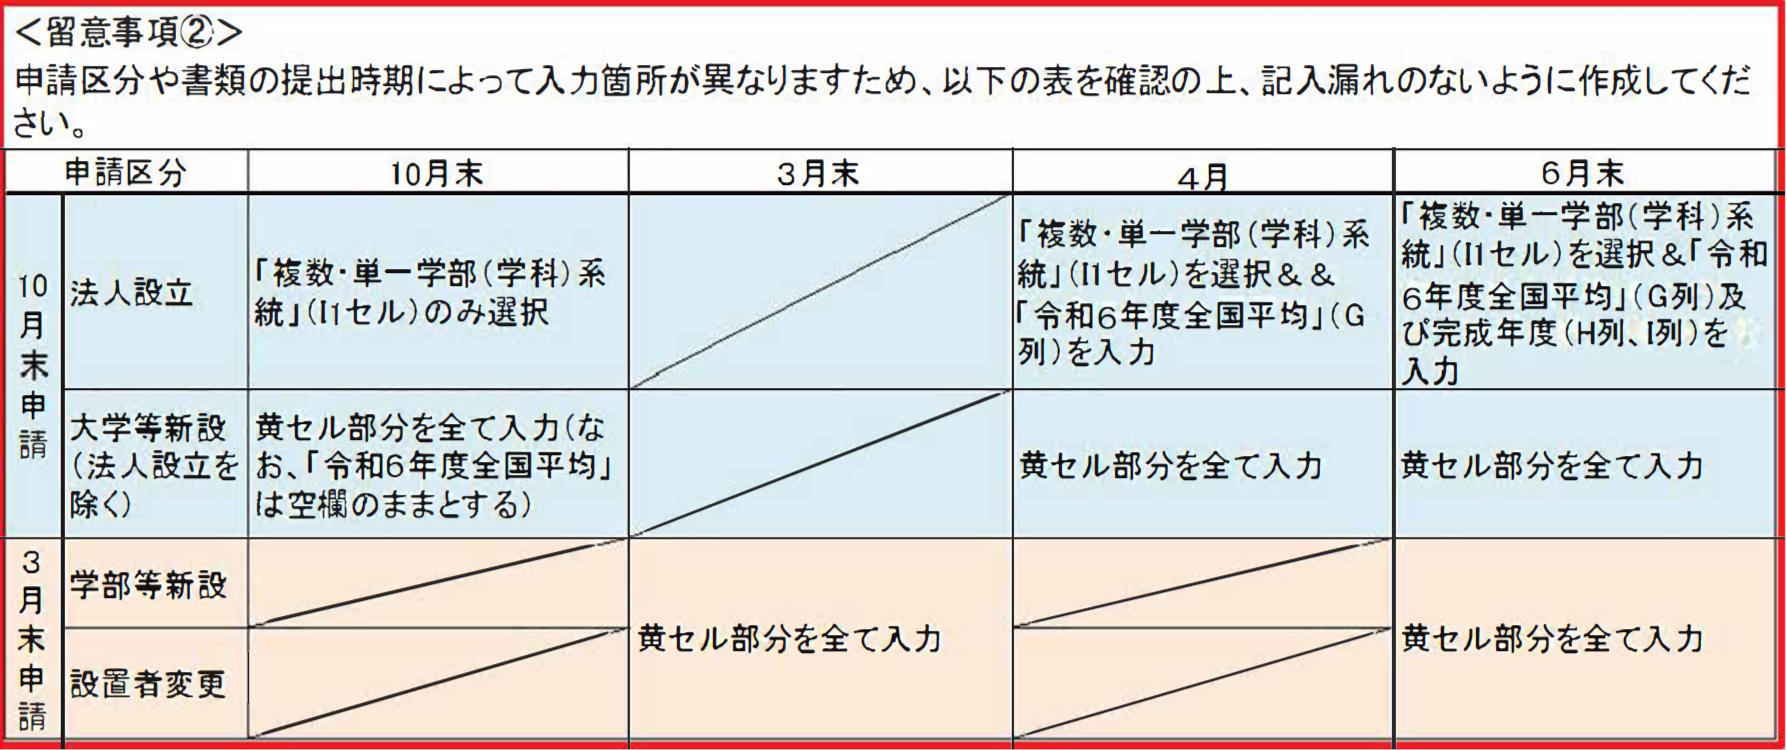 ＜留意事項②＞
申請区分や書類の提出時期によって入力箇所が異なりますため、以下の表を確認の上、記入漏れのないように作成してくだ
さい。
申請区分
10月末
3月末
4月
6月末
10月末申請
法人設立
「複数・単一学部(学科)系
統」(I1セル)のみ選択
「複数・単一学部(学科)系
統」(I1セル)を選択＆＆
「令和6年度全国平均」(G
列)を入力
「複数・単一学部(学科)系
統」(I1セル)を選択＆「令和
6年度全国平均」(G列)及
び完成年度(H列、I列)を
入力
大学等新設
(法人設立を
除く)
黄セル部分を全て入力(な
お、「令和6年度全国平均」
は空欄のままとする)
黄セル部分を全て入力
黄セル部分を全て入力
3月末申請
学部等新設
黄セル部分を全て入力
黄セル部分を全て入力
設置者変更